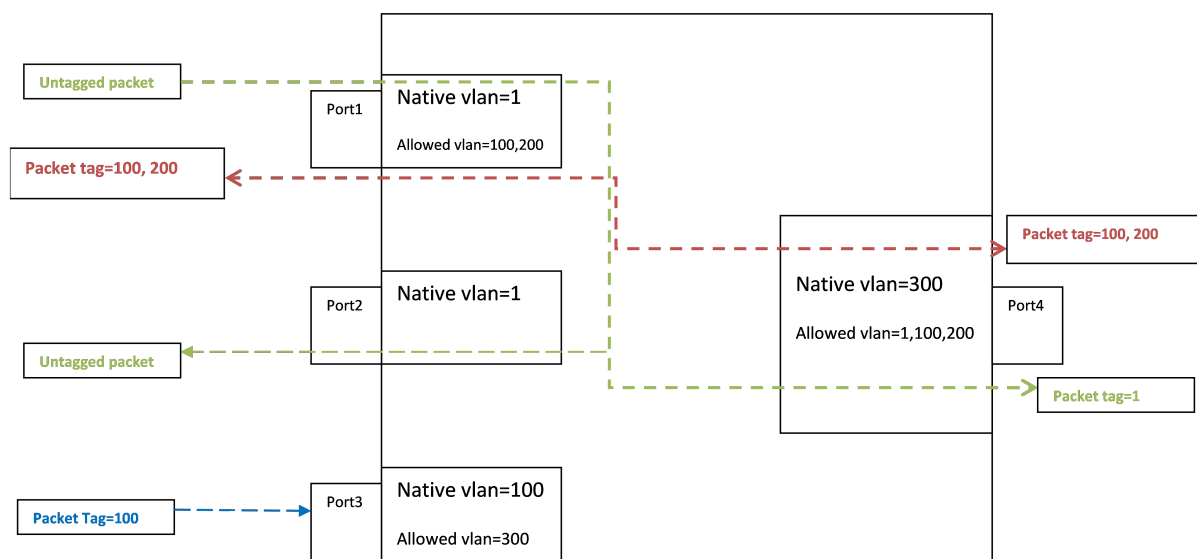 Untagged packet
Port1
Native vlan=1
Allowed vlan=100,200
Packet tag=100, 200
Packet tag=100, 200
Port2
Native vlan=1
Native vlan=300
Port4
Allowed vlan=1,100,200
Untagged packet
Packet tag=1
Packet Tag=100
Port3
Native vlan=100
Allowed vlan=300